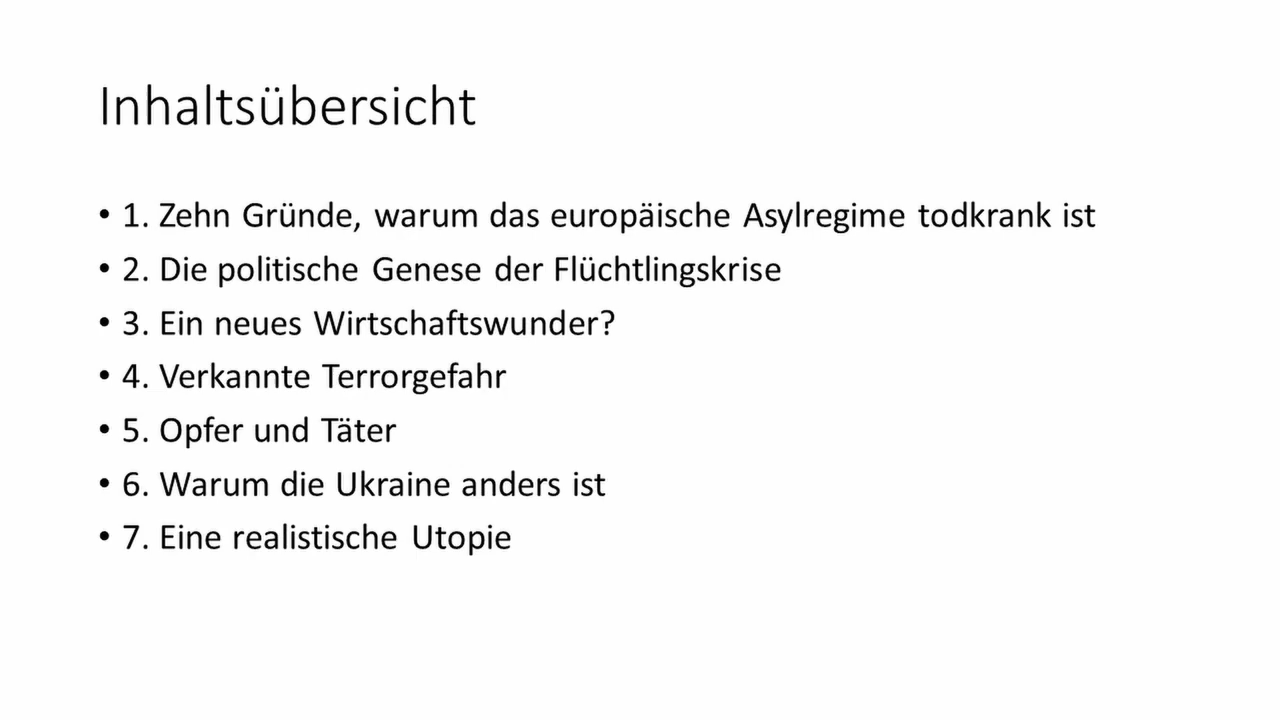 Inhaltsübersicht
• 1. Zehn Gründe, warum das europäische Asylregime todkrank ist
• 2. Die politische Genese der Flüchtlingskrise
• 3. Ein neues Wirtschaftswunder?
• 4. Verkannte Terrorgefahr
• 5. Opfer und Täter
• 6. Warum die Ukraine anders ist
• 7. Eine realistische Utopie